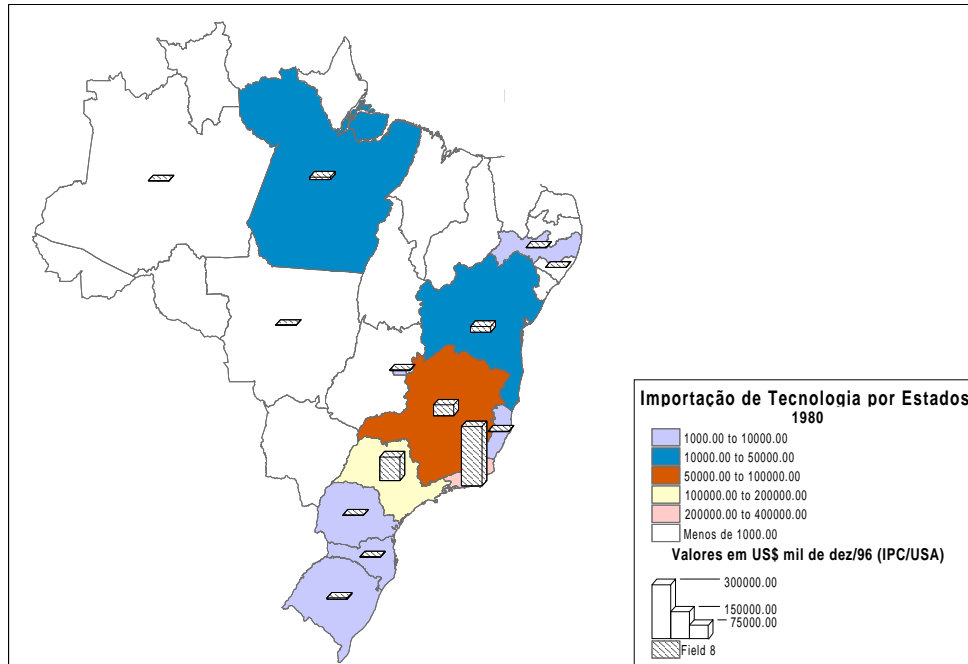 Importação de Tecnologia por Estados
1980
1000.00 to 10000.00
10000.00 to 50000.00
50000.00 to 100000.00
100000.00 to 200000.00
200000.00 to 400000.00
Menos de 1000.00
Valores em US$ mil de dez/96 (IPC/USA)
300000.00
150000.00
75000.00
Field 8